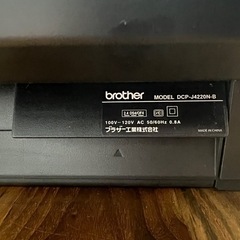 brother MODEL DCP-J4220N-B
100V-120V AC 50/60Hz 0.8A
ブラザー工業株式会社
MADE IN CHINA